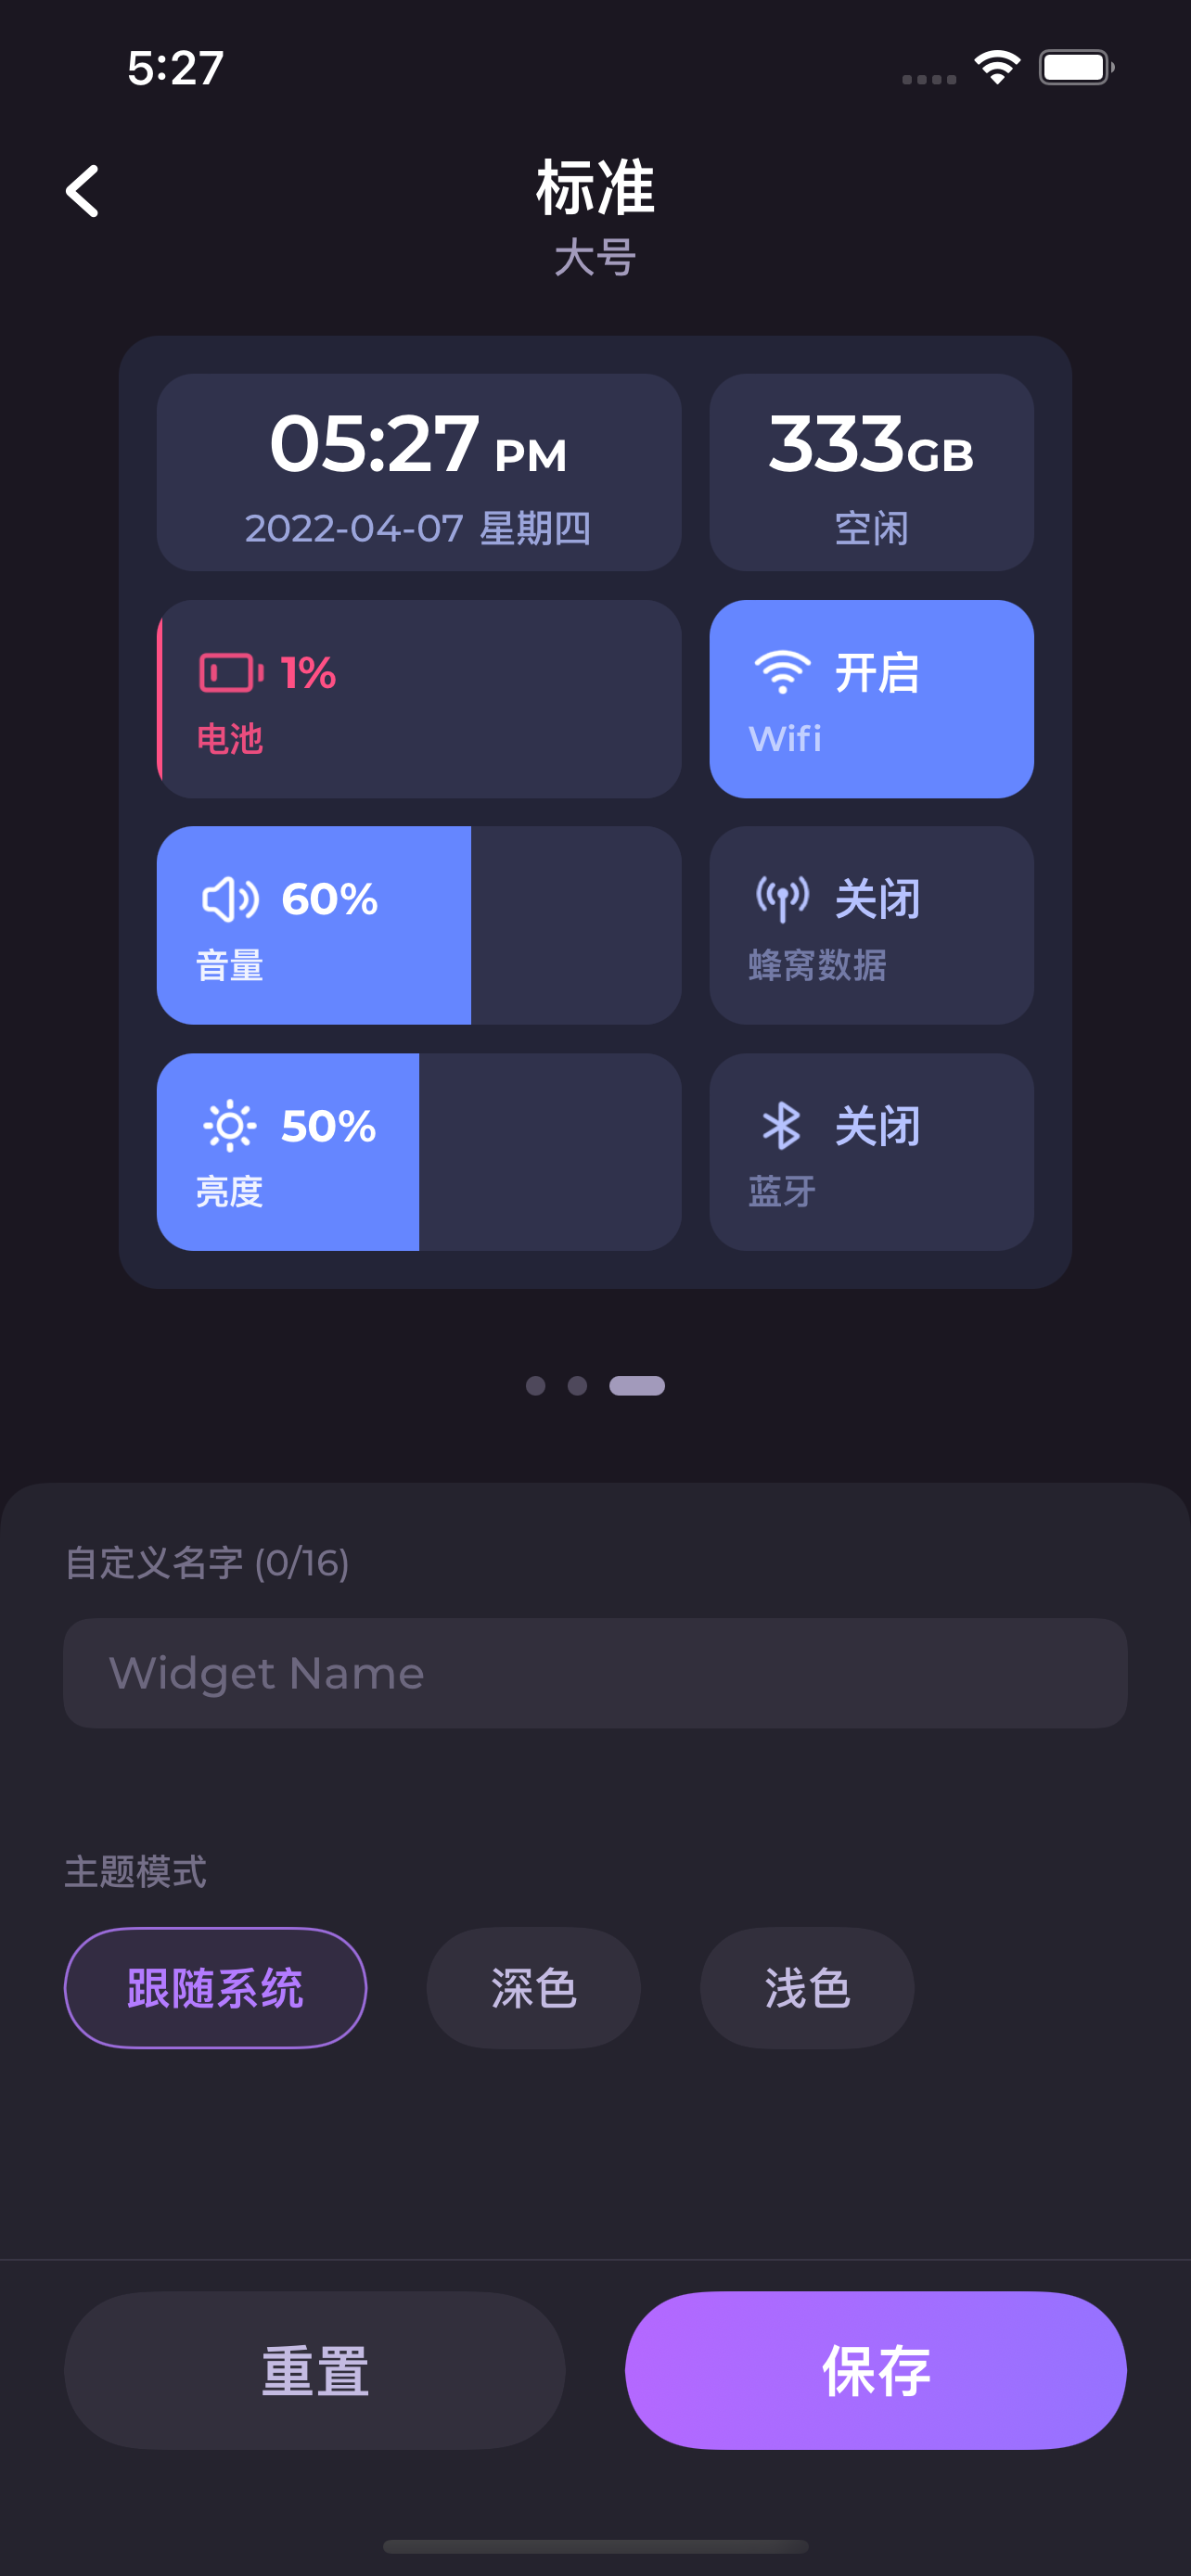 5:27
标准
大号
05:27 PM
2022-04-07 星期四
333GB
空闲
1%
电池
开启
Wifi
60%
音量
关闭
蜂窝数据
50%
亮度
关闭
蓝牙
自定义名字 (0/16)
Widget Name
主题模式
跟随系统
深色
浅色
重置
保存